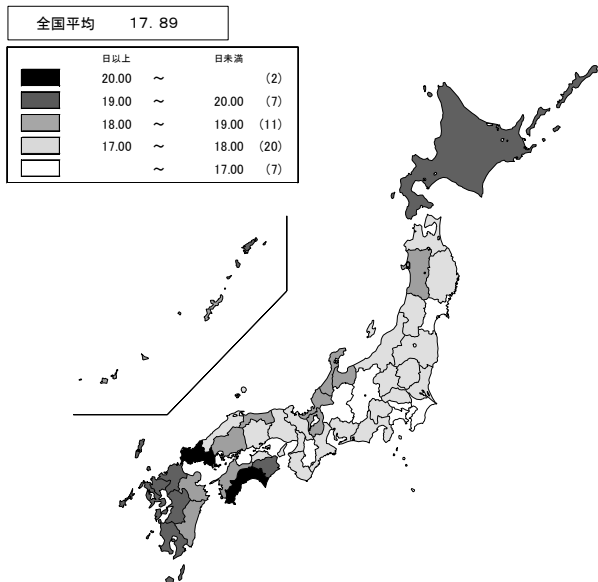 全国平均 17.89
日以上 日未満
20.00 ～ (2)
19.00 ～ 20.00 (7)
18.00 ～ 19.00 (11)
17.00 ～ 18.00 (20)
～ 17.00 (7)